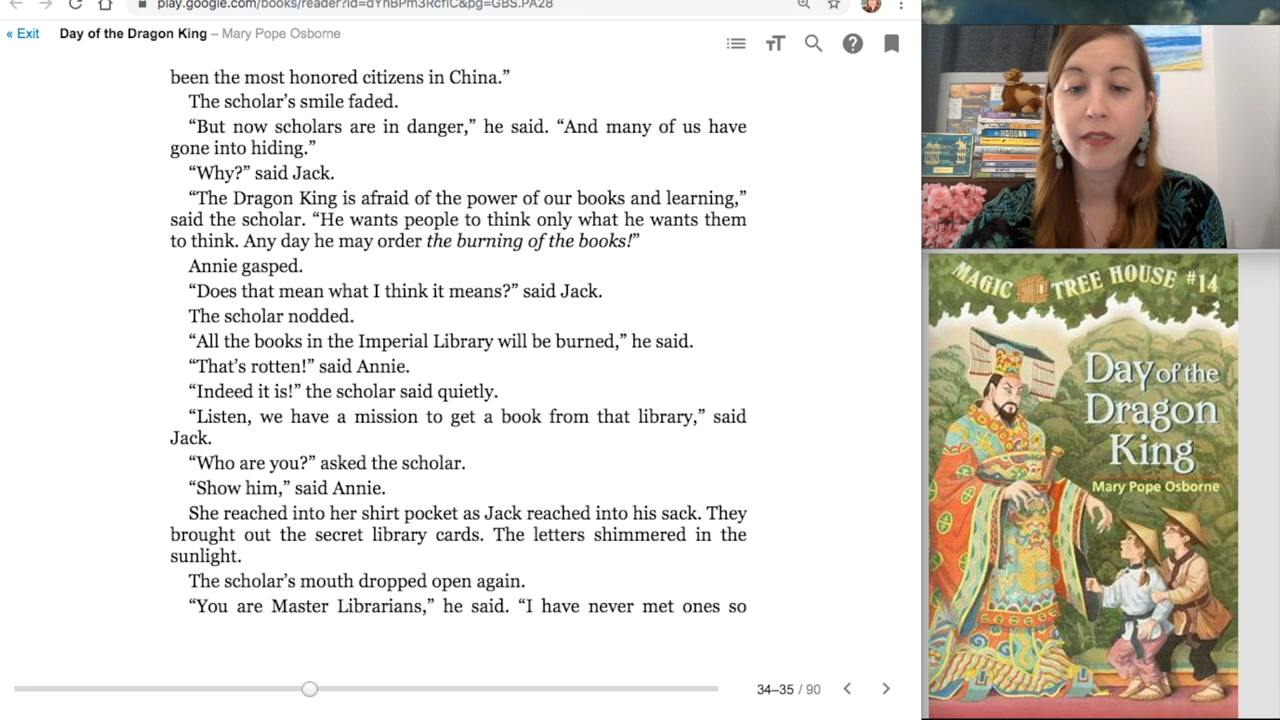 play.google.com/books/reader?id=dYnBPm3RcfIC&pg=GBS.PA28
« Exit Day of the Dragon King – Mary Pope Osborne
been the most honored citizens in China.”
The scholar’s smile faded.
“But now scholars are in danger,” he said. “And many of us have
gone into hiding.”
“Why?” said Jack.
“The Dragon King is afraid of the power of our books and learning,”
said the scholar. “He wants people to think only what he wants them
to think. Any day he may order the burning of the books!”
Annie gasped.
“Does that mean what I think it means?” said Jack.
The scholar nodded.
“All the books in the Imperial Library will be burned,” he said.
“That’s rotten!” said Annie.
“Indeed it is!” the scholar said quietly.
“Listen, we have a mission to get a book from that library,” said
Jack.
“Who are you?” asked the scholar.
“Show him,” said Annie.
She reached into her shirt pocket as Jack reached into his sack. They
brought out the secret library cards. The letters shimmered in the
sunlight.
The scholar’s mouth dropped open again.
“You are Master Librarians,” he said. “I have never met ones so
34–35 / 90
MAGIC TREE HOUSE #14
Day of the
Dragon
King
Mary Pope Osborne